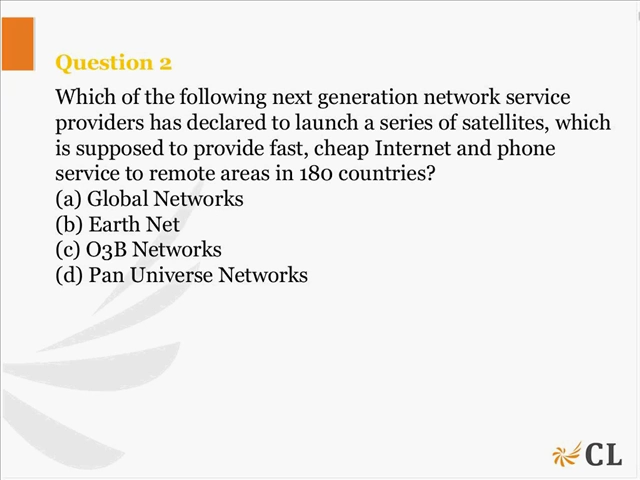 Question 2
Which of the following next generation network service
providers has declared to launch a series of satellites, which
is supposed to provide fast, cheap Internet and phone
service to remote areas in 180 countries?
(a) Global Networks
(b) Earth Net
(c) O3B Networks
(d) Pan Universe Networks
CL